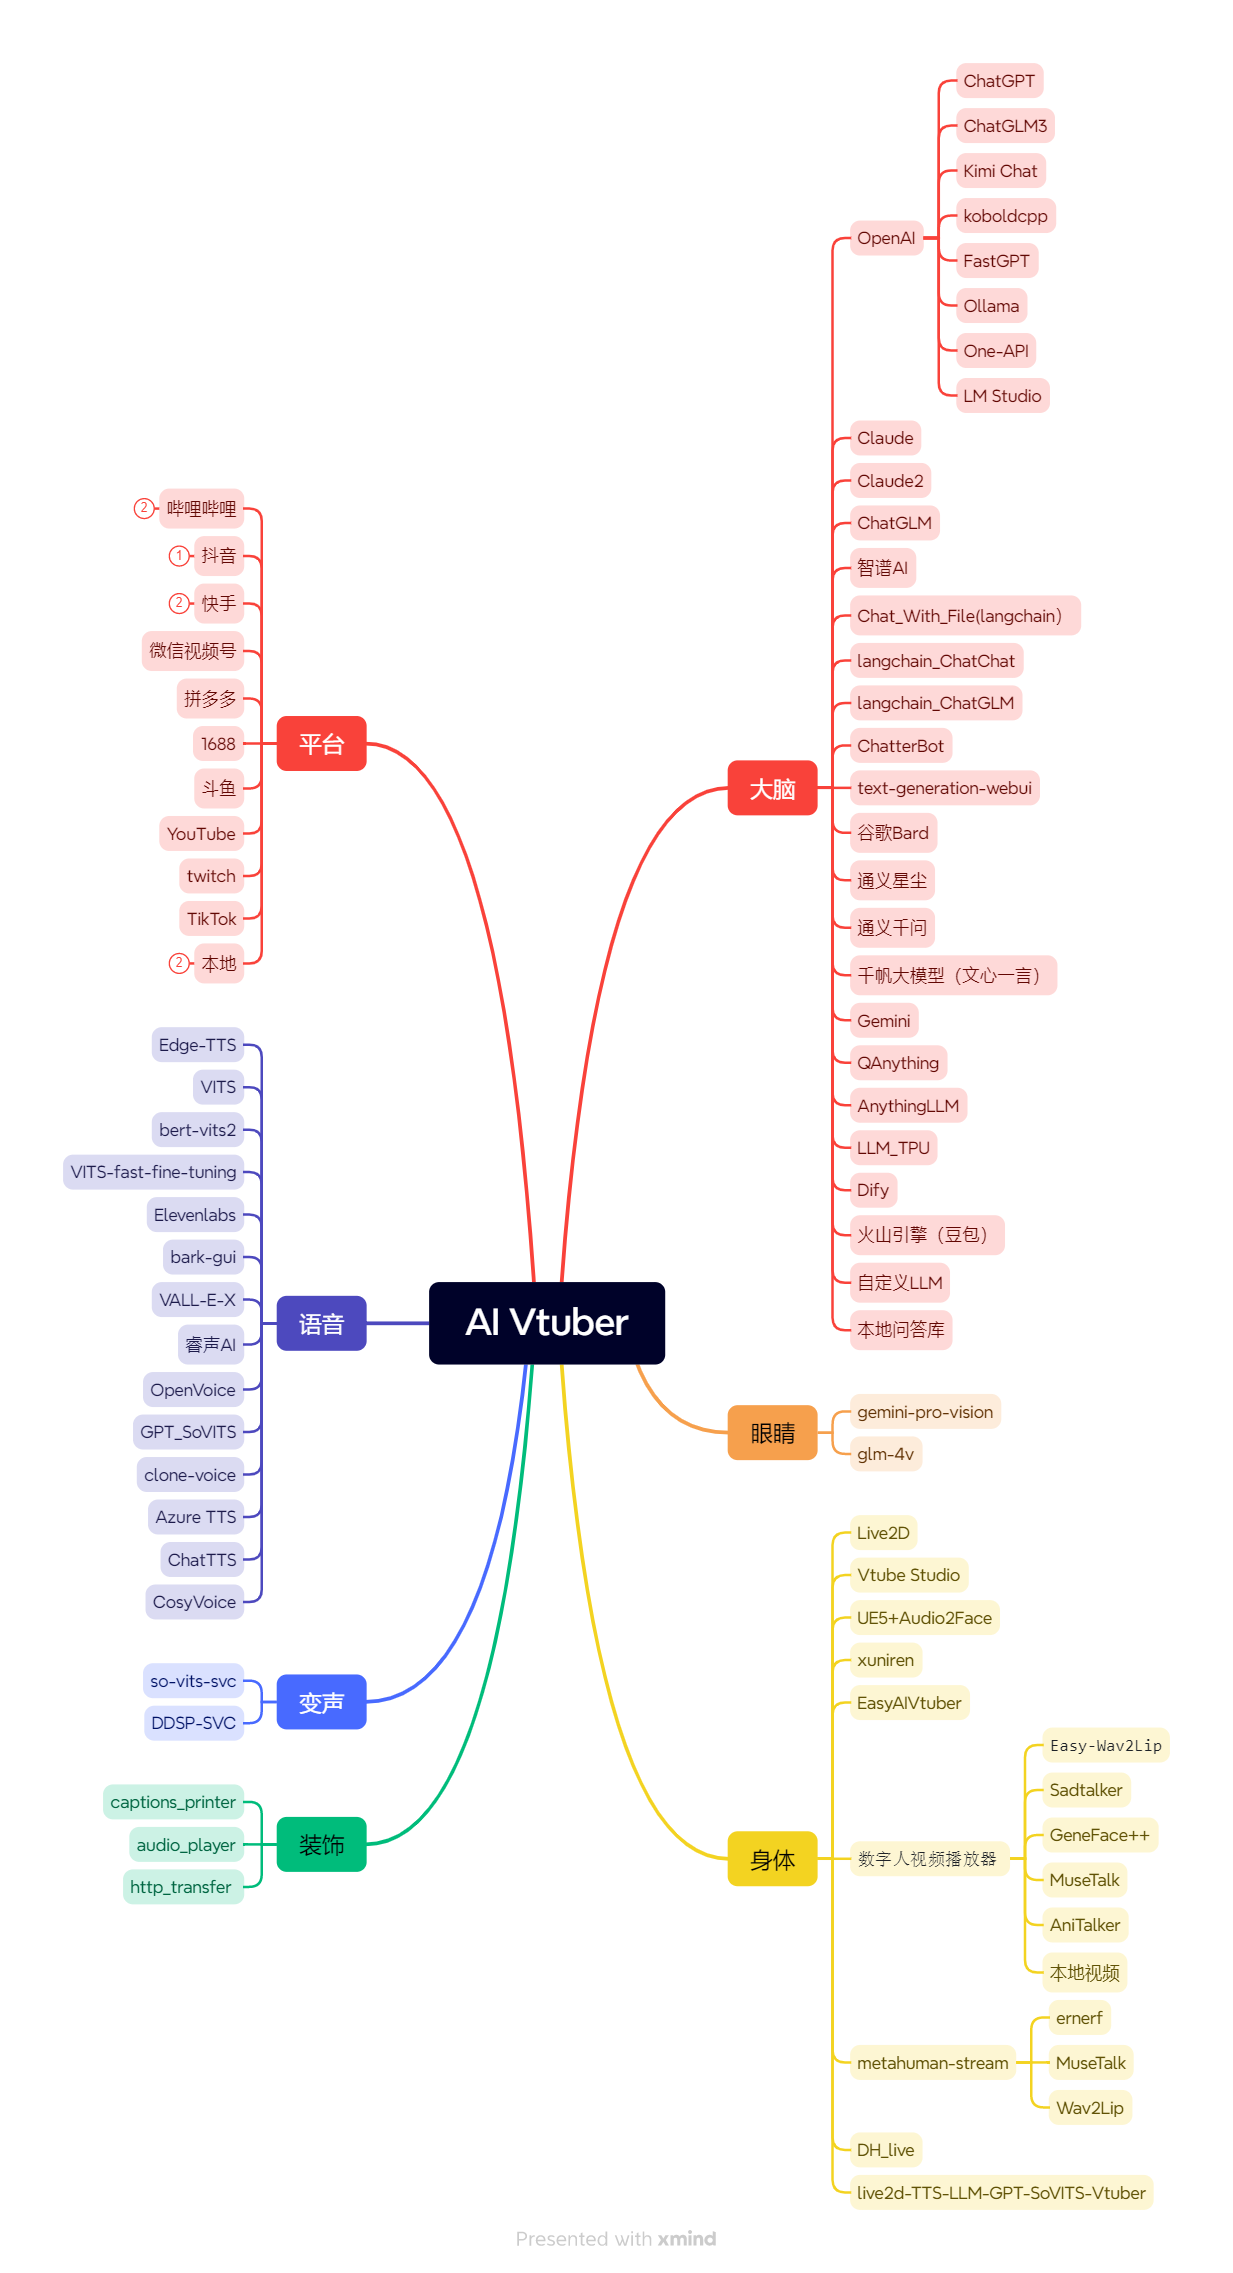 AI Vtuber
大脑
OpenAI
ChatGPT
ChatGLM3
Kimi Chat
koboldcpp
FastGPT
Ollama
One-API
LM Studio
Claude
Claude2
ChatGLM
智谱AI
Chat_With_File(langchain）
langchain_ChatChat
langchain_ChatGLM
ChatterBot
text-generation-webui
谷歌Bard
通义星尘
通义千问
千帆大模型（文心一言）
Gemini
QAnything
AnythingLLM
LLM_TPU
Dify
火山引擎（豆包）
自定义LLM
本地问答库
眼睛
gemini-pro-vision
glm-4v
身体
Live2D
Vtube Studio
UE5+Audio2Face
xuniren
EasyAIVtuber
数字人视频播放器
Easy-Wav2Lip
Sadtalker
GeneFace++
MuseTalk
AniTalker
本地视频
metahuman-stream
ernerf
MuseTalk
Wav2Lip
DH_live
live2d-TTS-LLM-GPT-SoVITS-Vtuber
平台
哔哩哔哩
2
抖音
1
快手
2
微信视频号
拼多多
1688
斗鱼
YouTube
twitch
TikTok
本地
2
语音
Edge-TTS
VITS
bert-vits2
VITS-fast-fine-tuning
Elevenlabs
bark-gui
VALL-E-X
睿声AI
OpenVoice
GPT_SoVITS
clone-voice
Azure TTS
ChatTTS
CosyVoice
变声
so-vits-svc
DDSP-SVC
装饰
captions_printer
audio_player
http_transfer
Presented with xmind